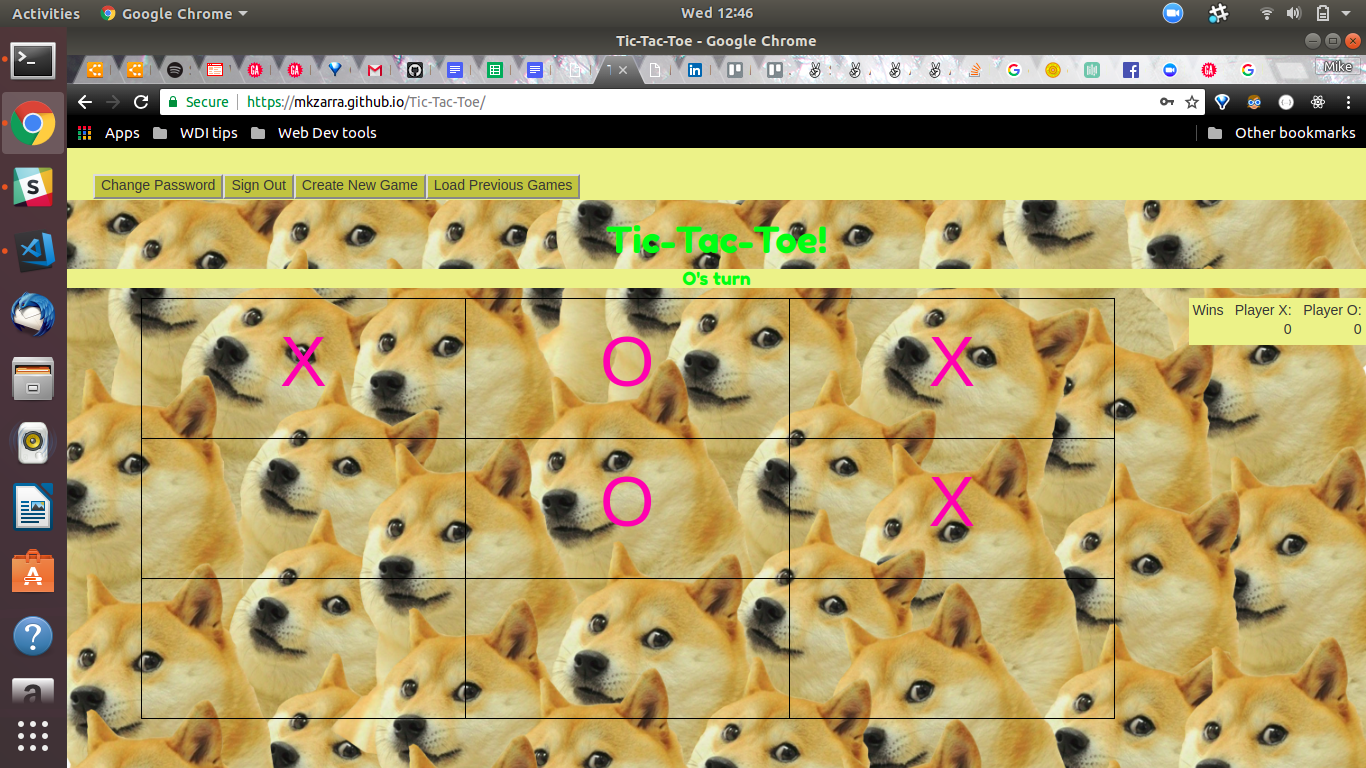 Activities Google Chrome Wed 12:46
Tic-Tac-Toe - Google Chrome
Mike
Secure https://mkzarra.github.io/Tic-Tac-Toe/
Apps WDI tips Web Dev tools Other bookmarks
Change Password Sign Out Create New Game Load Previous Games
Tic-Tac-Toe!
O's turn
Wins Player X: Player O:
0 0
X O X
O X